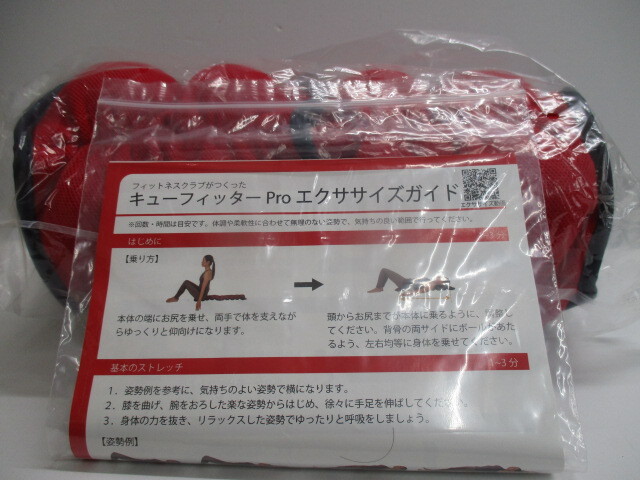 フィットネスクラブがつくった
キューフィッター Pro エクササイズガイド
エクササイズ動画
※回数・時間は目安です。体調や柔軟性に合わせて無理のない姿勢で、気持ちの良い範囲で行ってください。
はじめに
【乗り方】
本体の端にお尻を乗せ、両手で体を支えなが
らゆっくりと仰向けになります。
頭からお尻までが本体に乗るように、調整し
てください。背骨の両サイドにボールがあた
るよう、左右均等に身体を乗せてください。
基本のストレッチ
1~3 分
1．姿勢例を参考に、気持ちのよい姿勢で横になります。
2．膝を曲げ、腕をおろした楽な姿勢からはじめ、徐々に手足を伸ばしてください。
3．身体の力を抜き、リラックスした姿勢でゆったりと呼吸をしましょう。
【姿勢例】